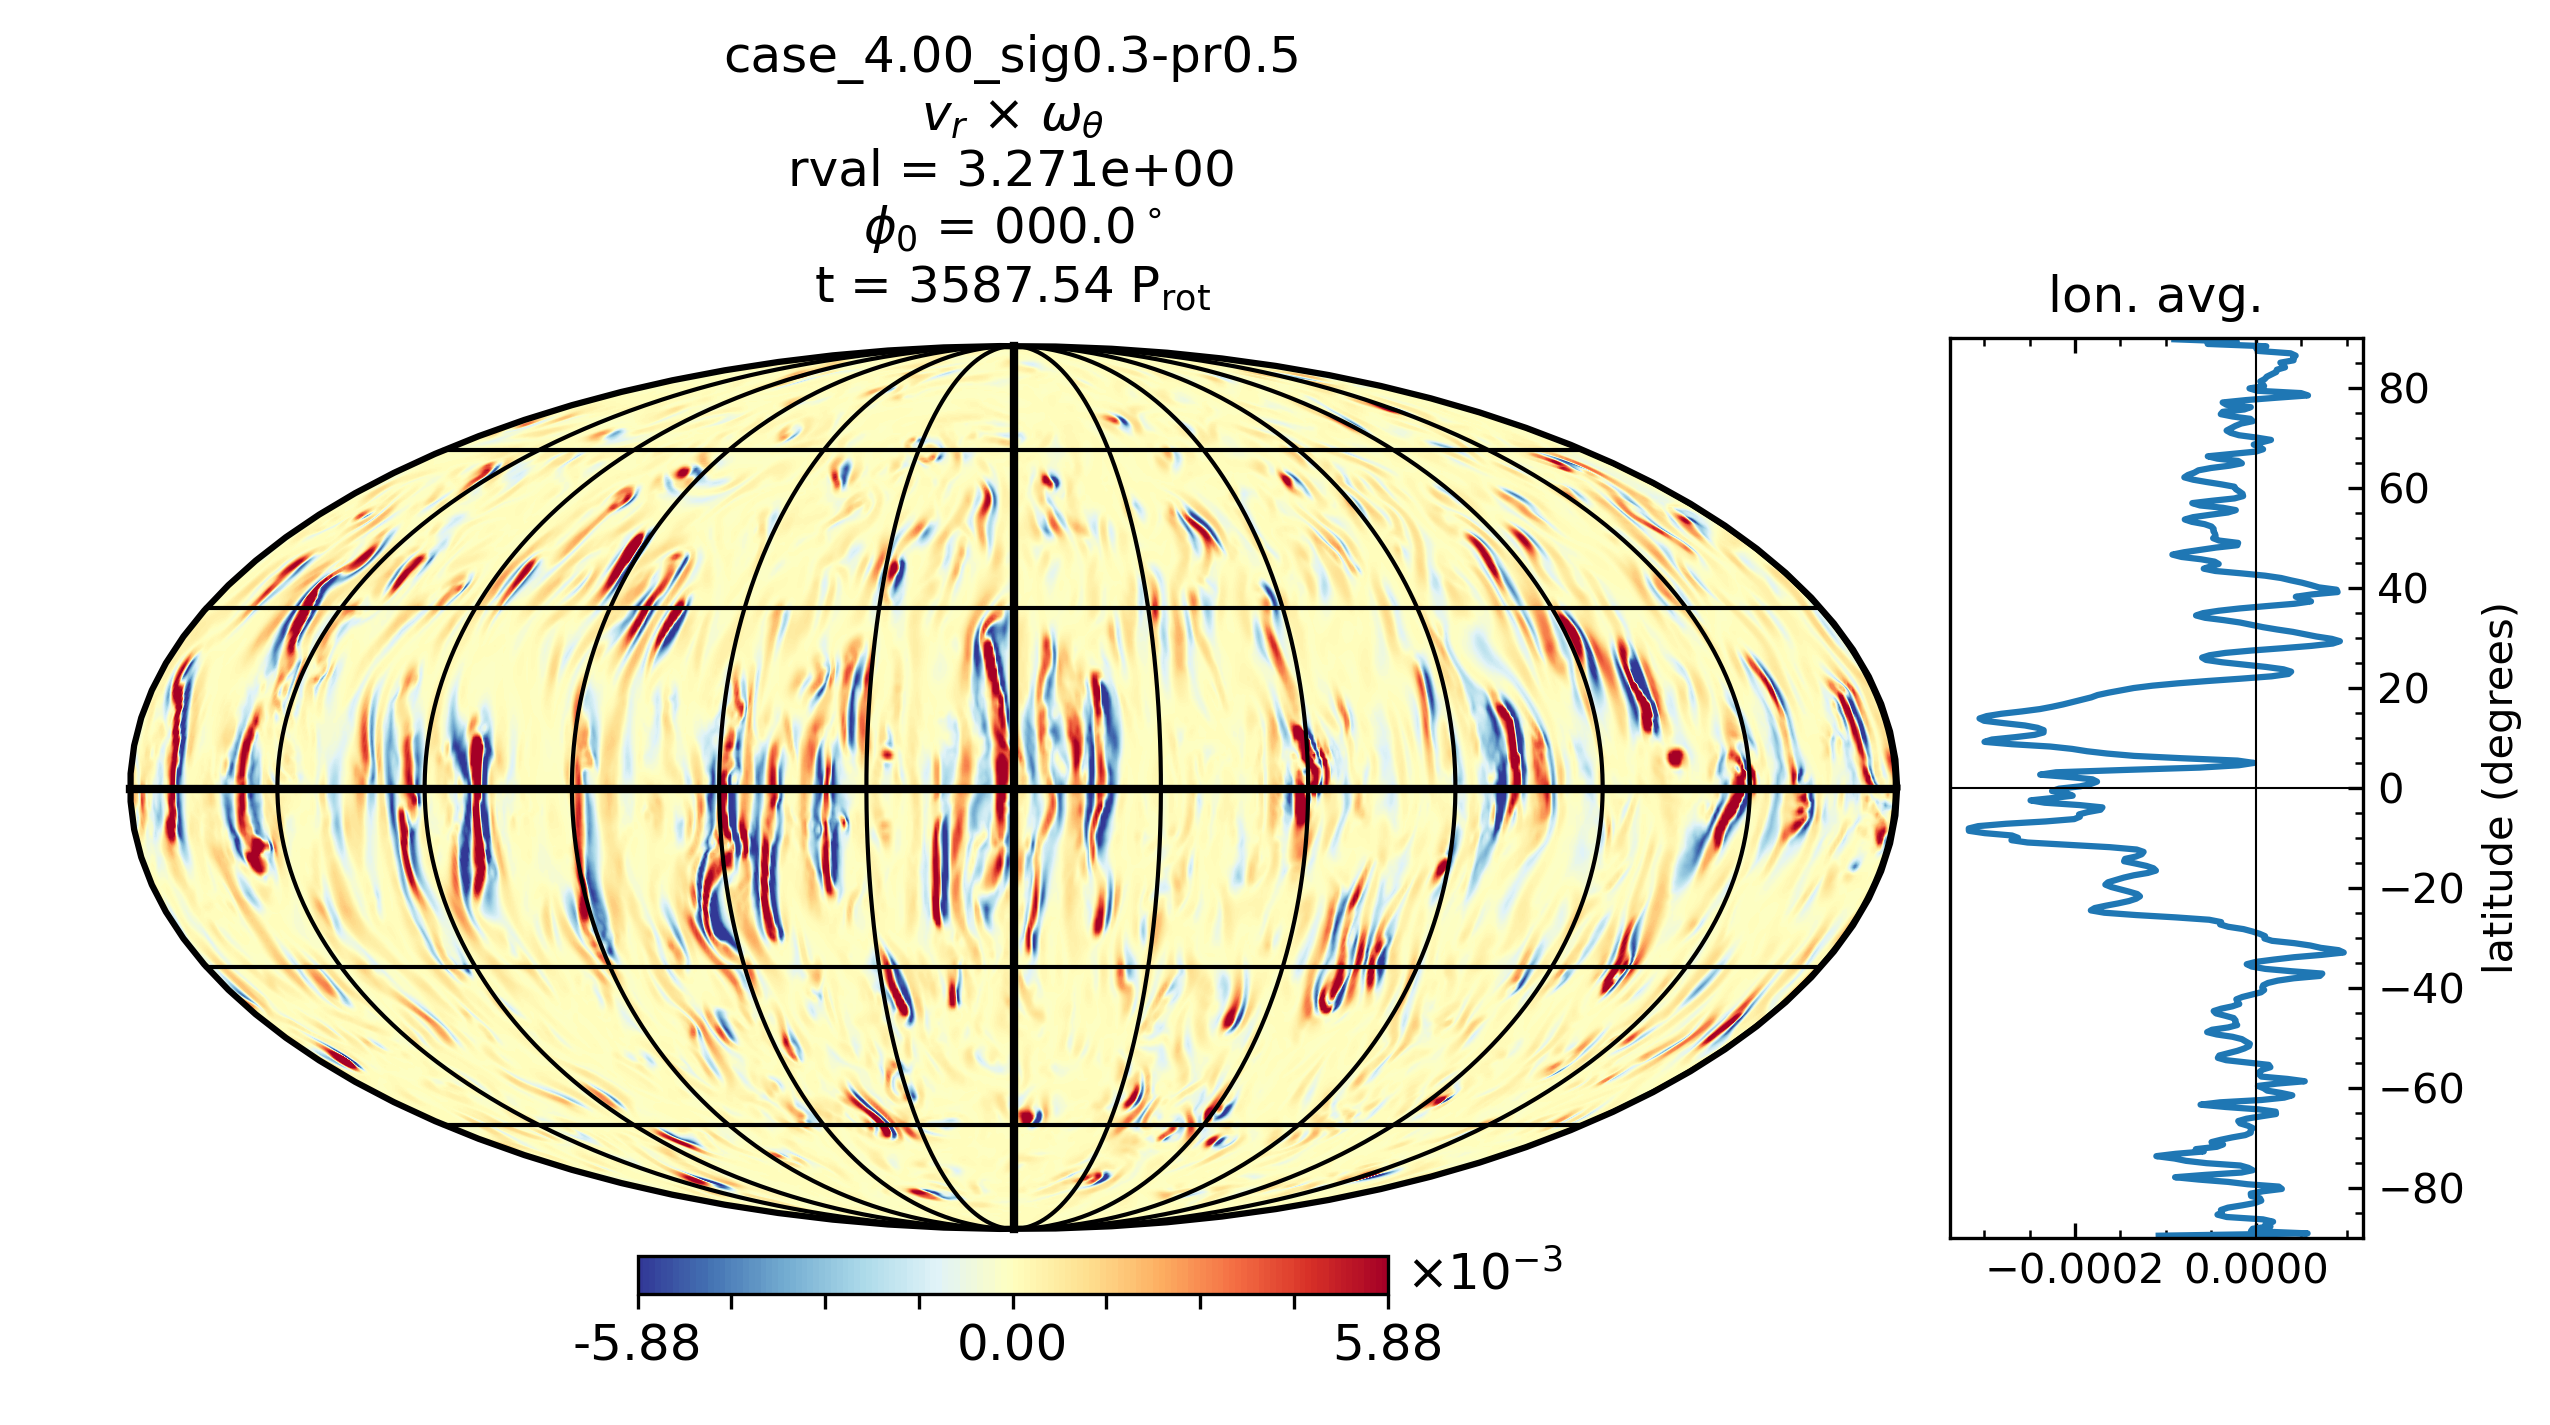 case_4.00_sig0.3-pr0.5
v_r × ω_θ
rval = 3.271e+00
ϕ_0 = 000.0°
t = 3587.54 P_rot
lon. avg.
80
60
40
20
0
−20
−40
−60
−80
latitude (degrees)
−0.0002 0.0000
×10^−3
-5.88 0.00 5.88